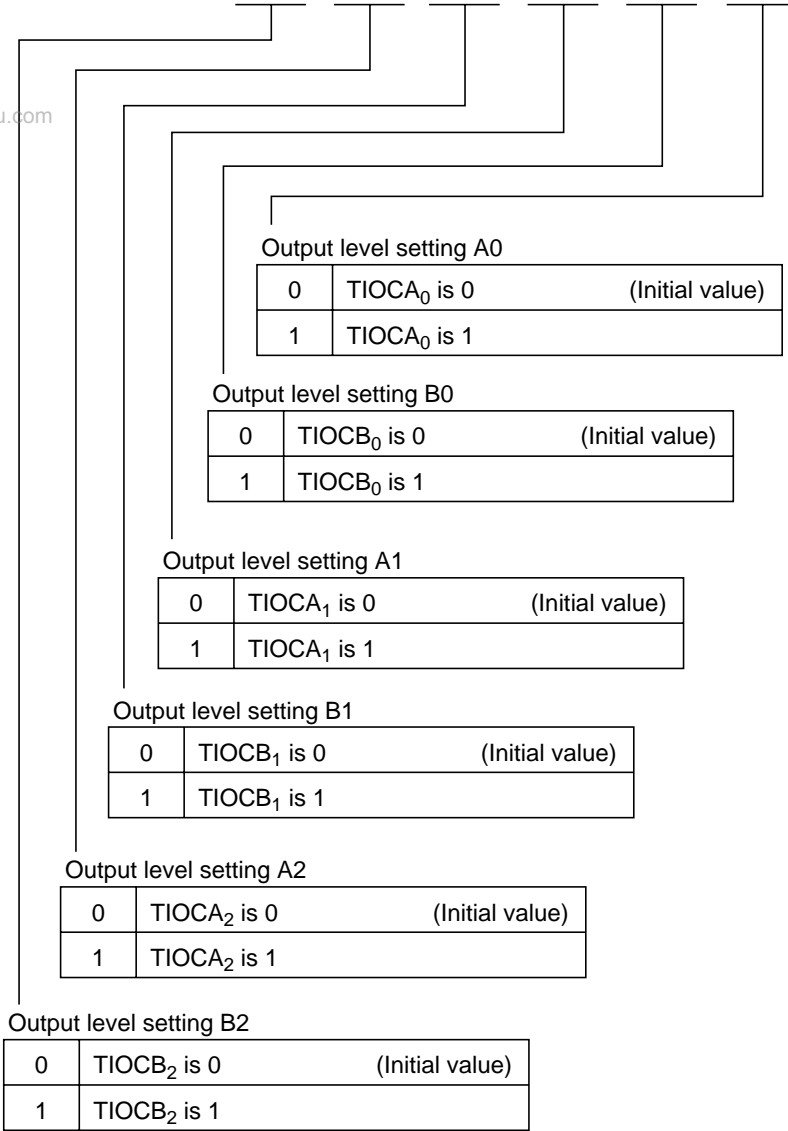 u.com
Output level setting A0
0 TIOCA₀ is 0 (Initial value)
1 TIOCA₀ is 1
Output level setting B0
0 TIOCB₀ is 0 (Initial value)
1 TIOCB₀ is 1
Output level setting A1
0 TIOCA₁ is 0 (Initial value)
1 TIOCA₁ is 1
Output level setting B1
0 TIOCB₁ is 0 (Initial value)
1 TIOCB₁ is 1
Output level setting A2
0 TIOCA₂ is 0 (Initial value)
1 TIOCA₂ is 1
Output level setting B2
0 TIOCB₂ is 0 (Initial value)
1 TIOCB₂ is 1